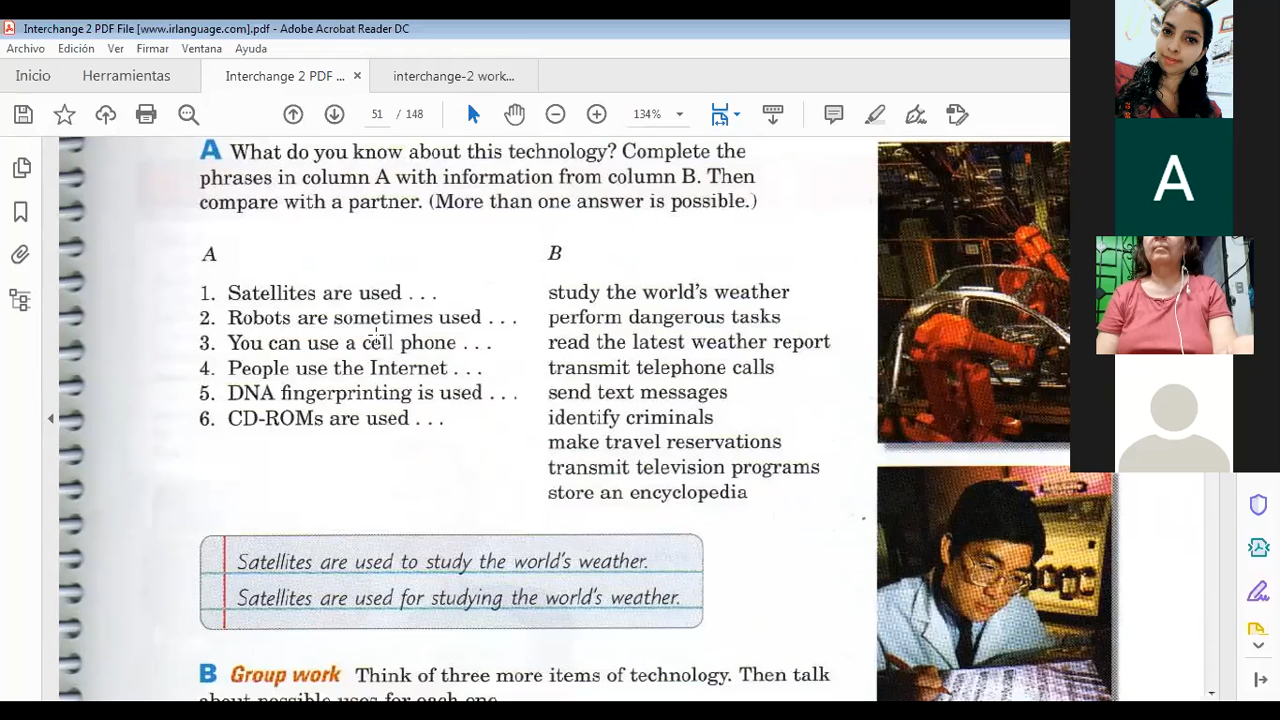 Interchange 2 PDF File [www.irlanguage.com].pdf - Adobe Acrobat Reader DC
Archivo Edición Ver Firmar Ventana Ayuda
Inicio Herramientas Interchange 2 PDF ... × interchange-2 work...
51 / 148 134%
A What do you know about this technology? Complete the
phrases in column A with information from column B. Then
compare with a partner. (More than one answer is possible.)
A
1. Satellites are used . . .
2. Robots are sometimes used . . .
3. You can use a cell phone . . .
4. People use the Internet . . .
5. DNA fingerprinting is used . . .
6. CD-ROMs are used . . .
B
study the world's weather
perform dangerous tasks
read the latest weather report
transmit telephone calls
send text messages
identify criminals
make travel reservations
transmit television programs
store an encyclopedia
Satellites are used to study the world's weather.
Satellites are used for studying the world's weather.
B Group work Think of three more items of technology. Then talk
about possible uses for each one.
A